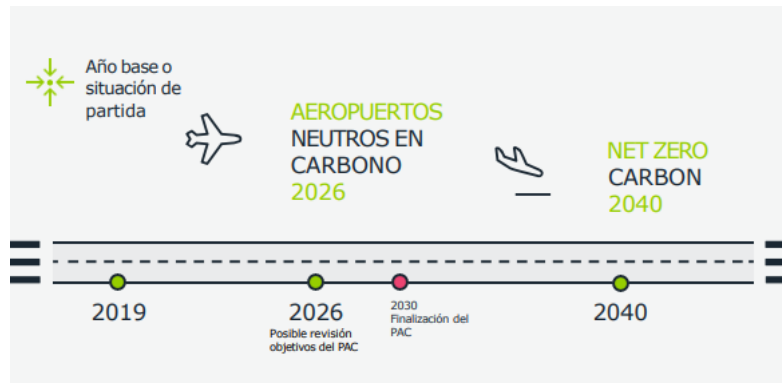 Año base o
situación de
partida
AEROPUERTOS
NEUTROS EN
CARBONO
2026
NET ZERO
CARBON
2040
2019
2026
Posible revisión
objetivos del PAC
2030
Finalización del
PAC
2040